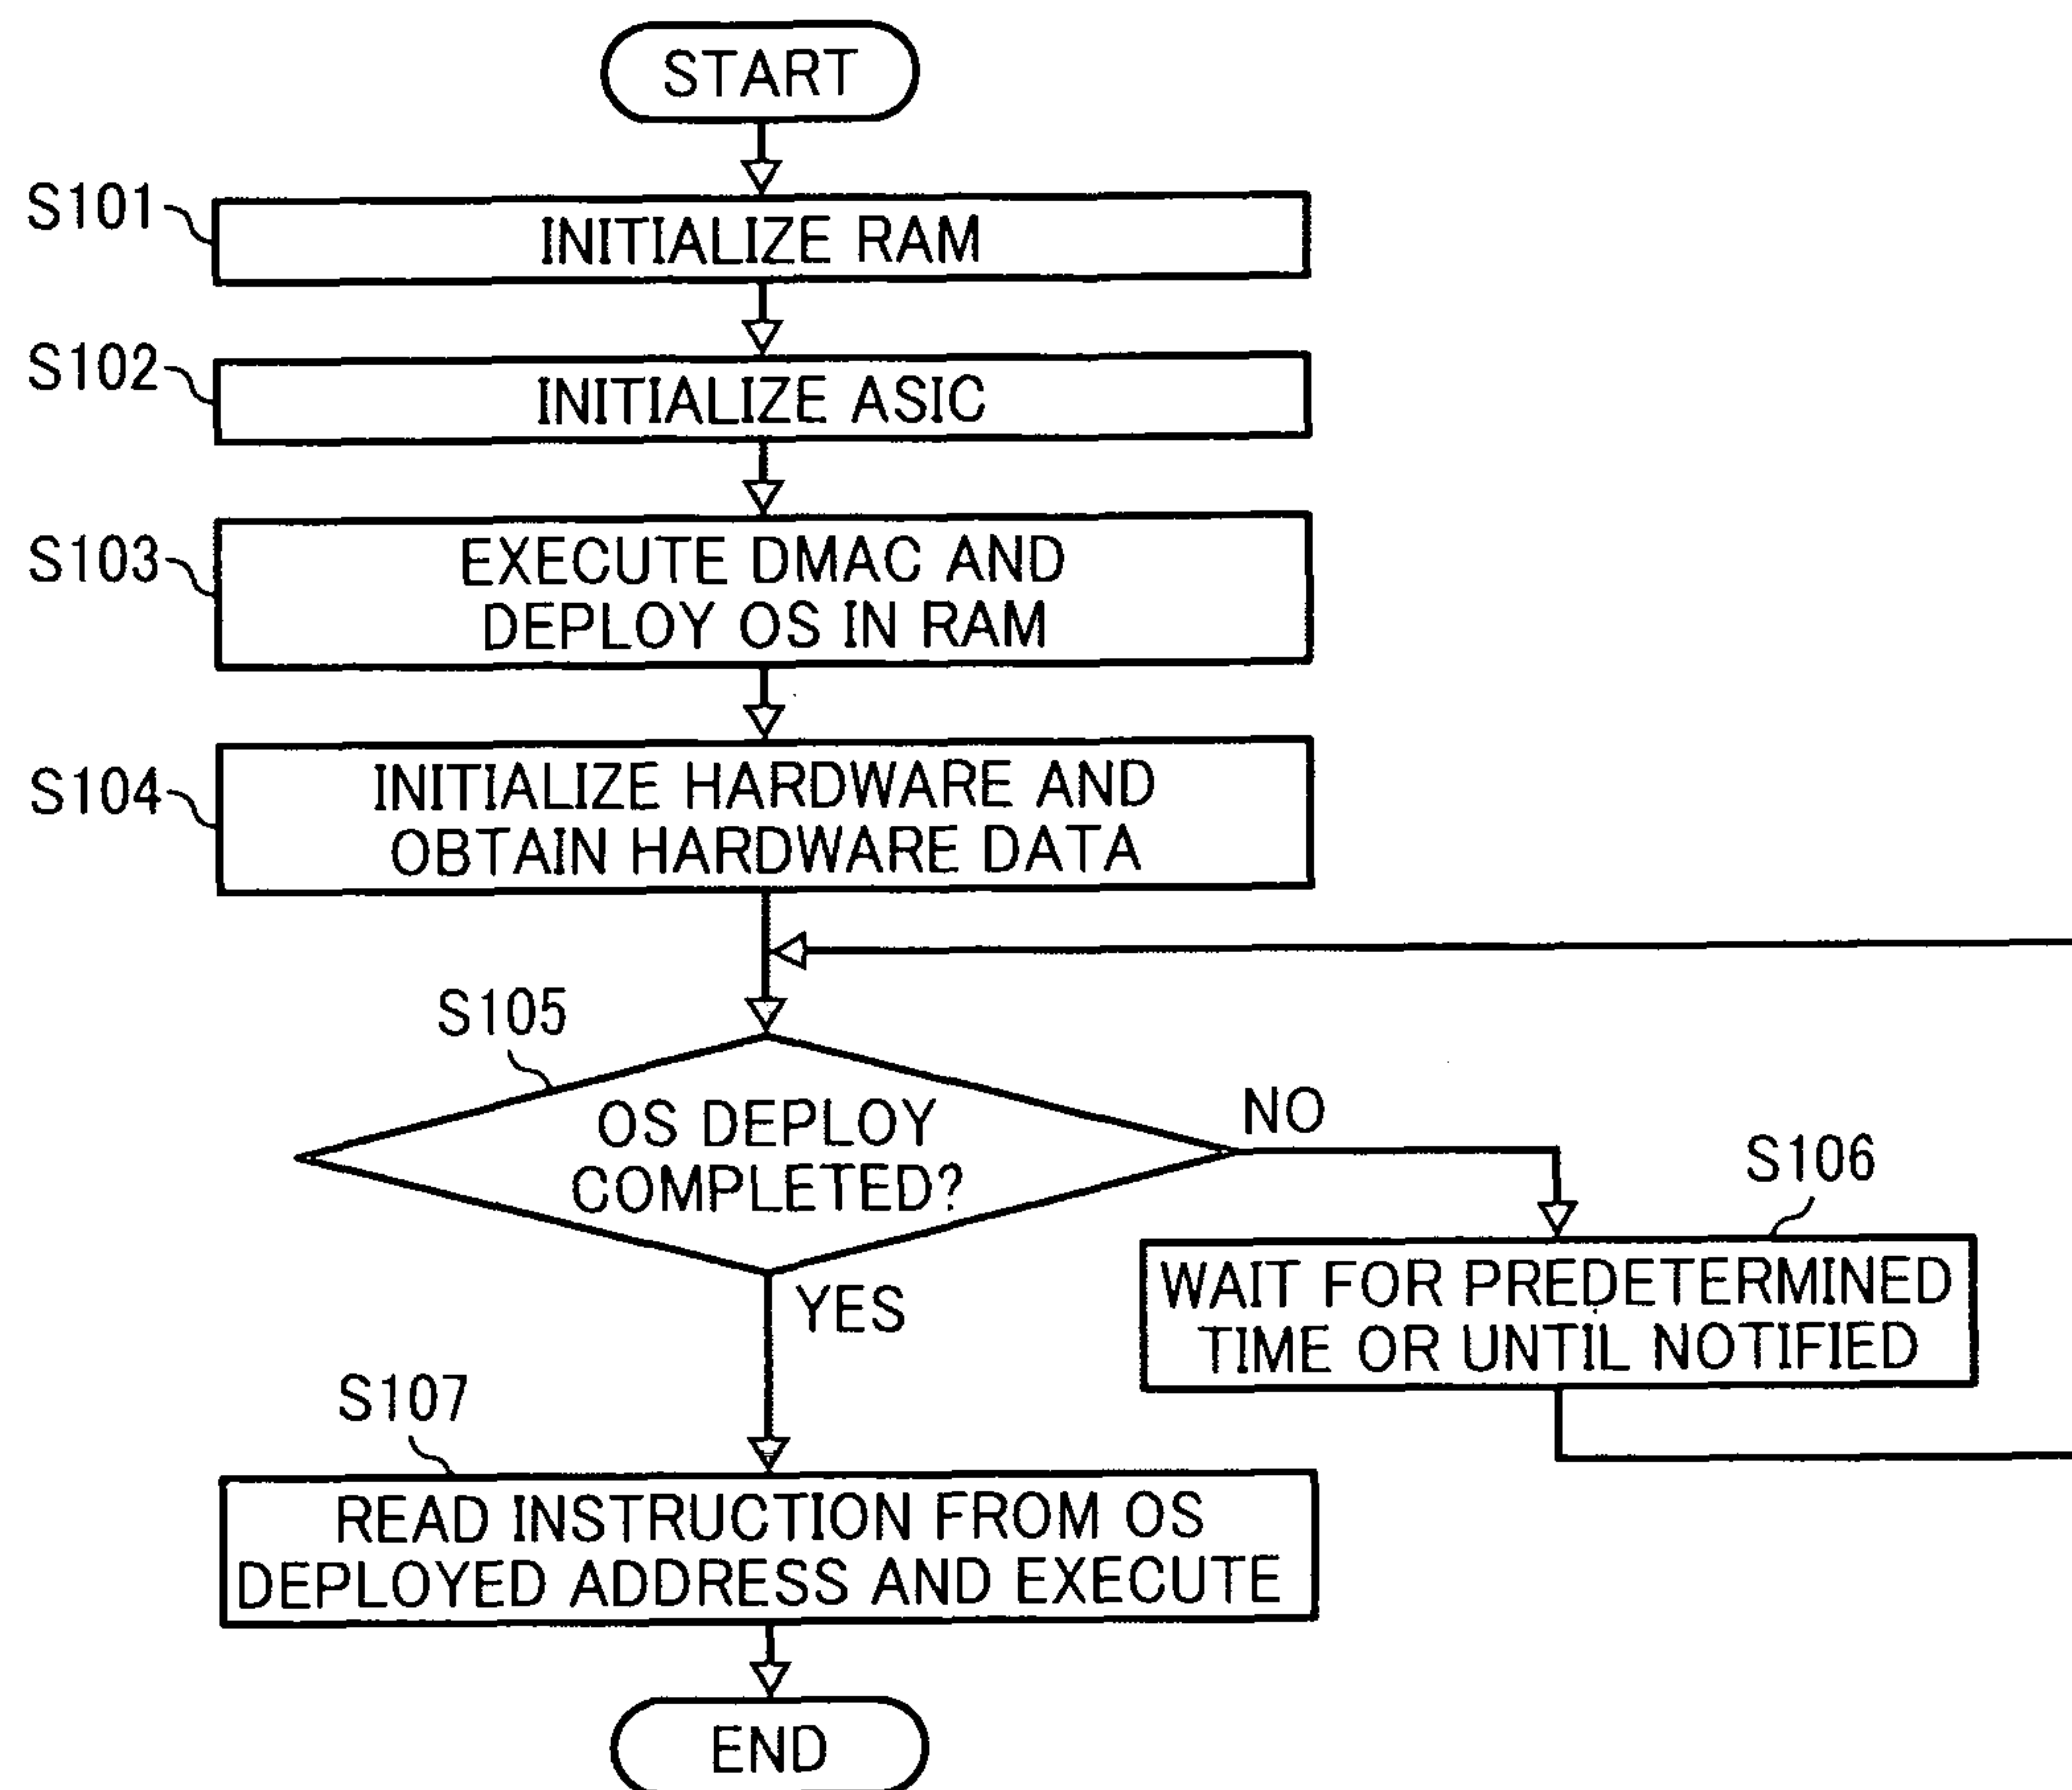 START
S101
INITIALIZE RAM
S102
INITIALIZE ASIC
S103
EXECUTE DMAC AND
DEPLOY OS IN RAM
S104
INITIALIZE HARDWARE AND
OBTAIN HARDWARE DATA
S105
OS DEPLOY
COMPLETED?
NO
S106
WAIT FOR PREDETERMINED
TIME OR UNTIL NOTIFIED
YES
S107
READ INSTRUCTION FROM OS
DEPLOYED ADDRESS AND EXECUTE
END